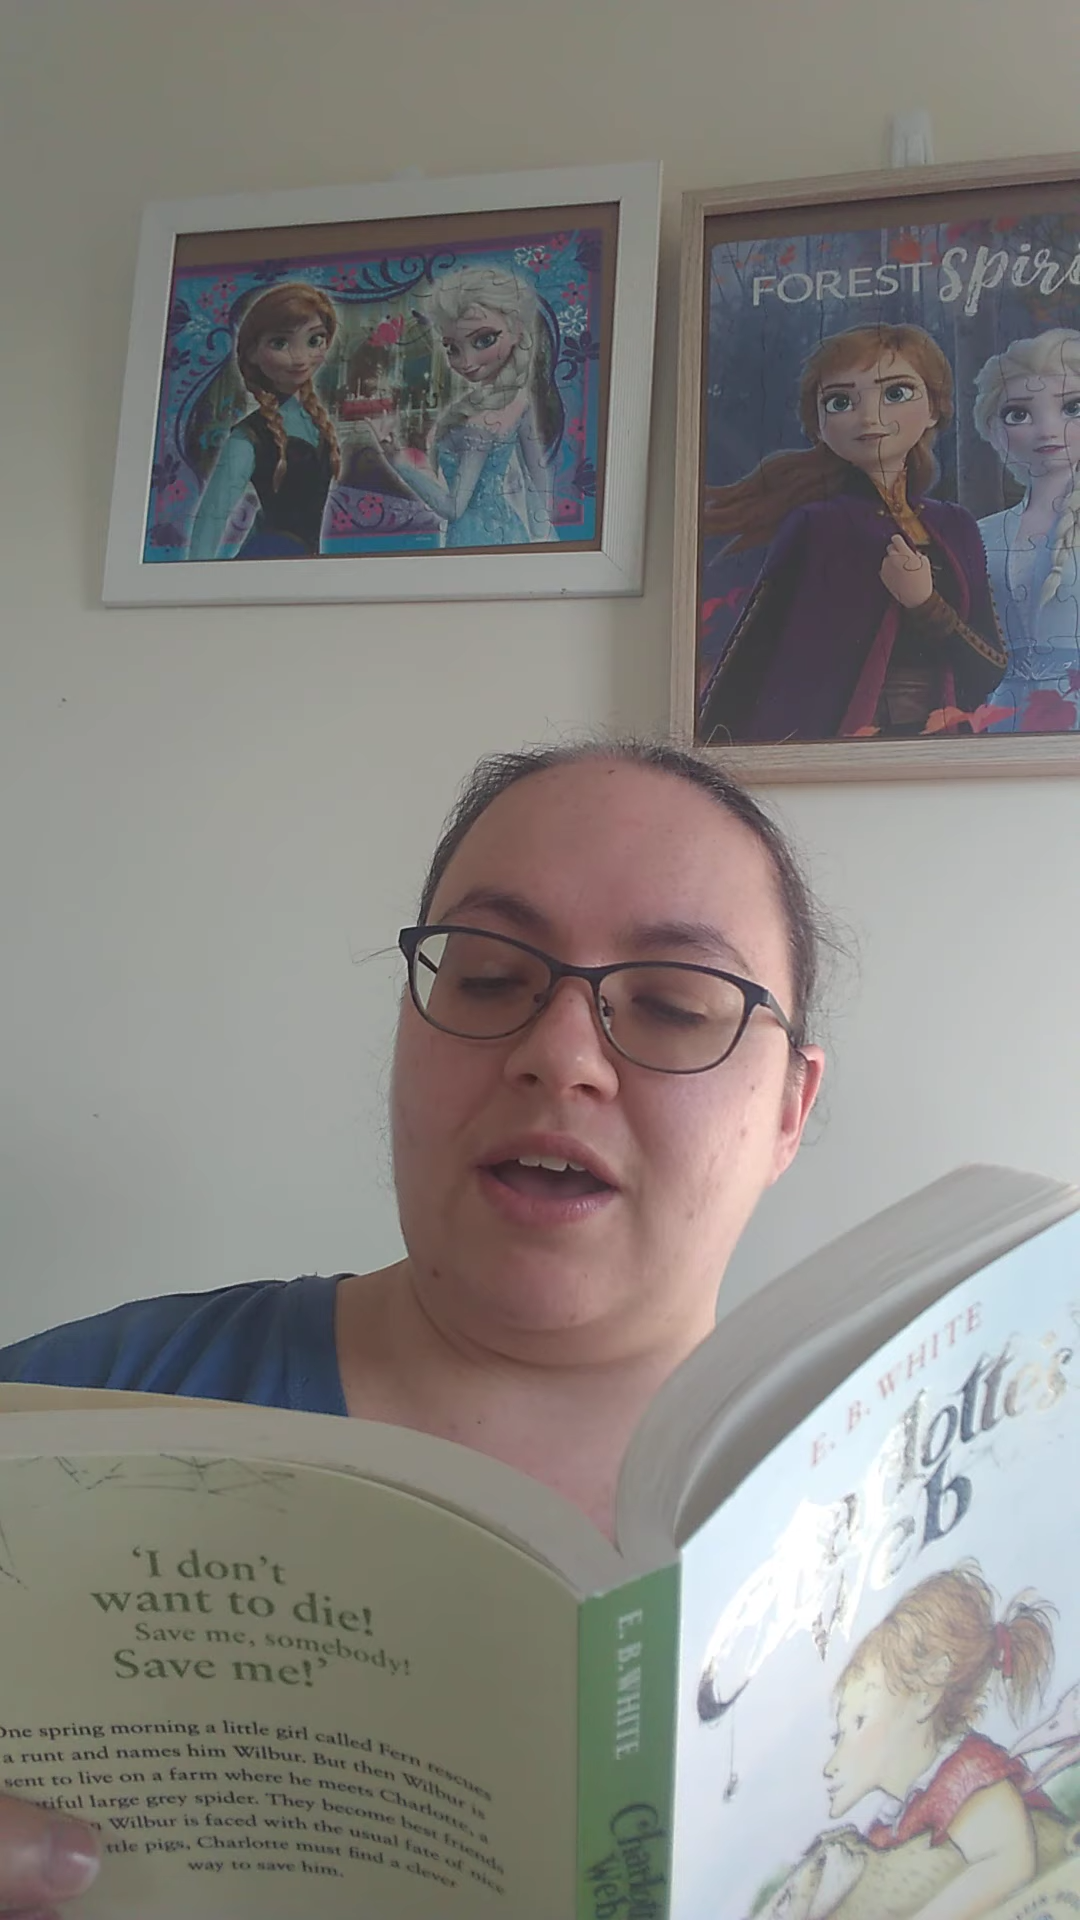 FOREST Spiri
E. B. WHITE
Charlotte's
Web
'I don't
want to die!
Save me, somebody!
Save me!'
One spring morning a little girl called Fern rescues
a runt and names him Wilbur. But then Wilbur is
sent to live on a farm where he meets Charlotte, a
large grey spider. They become best friends
Wilbur is faced with the usual fate of nice
pigs, Charlotte must find a clever
way to save him.
E. B. WHITE
Charlott
Web